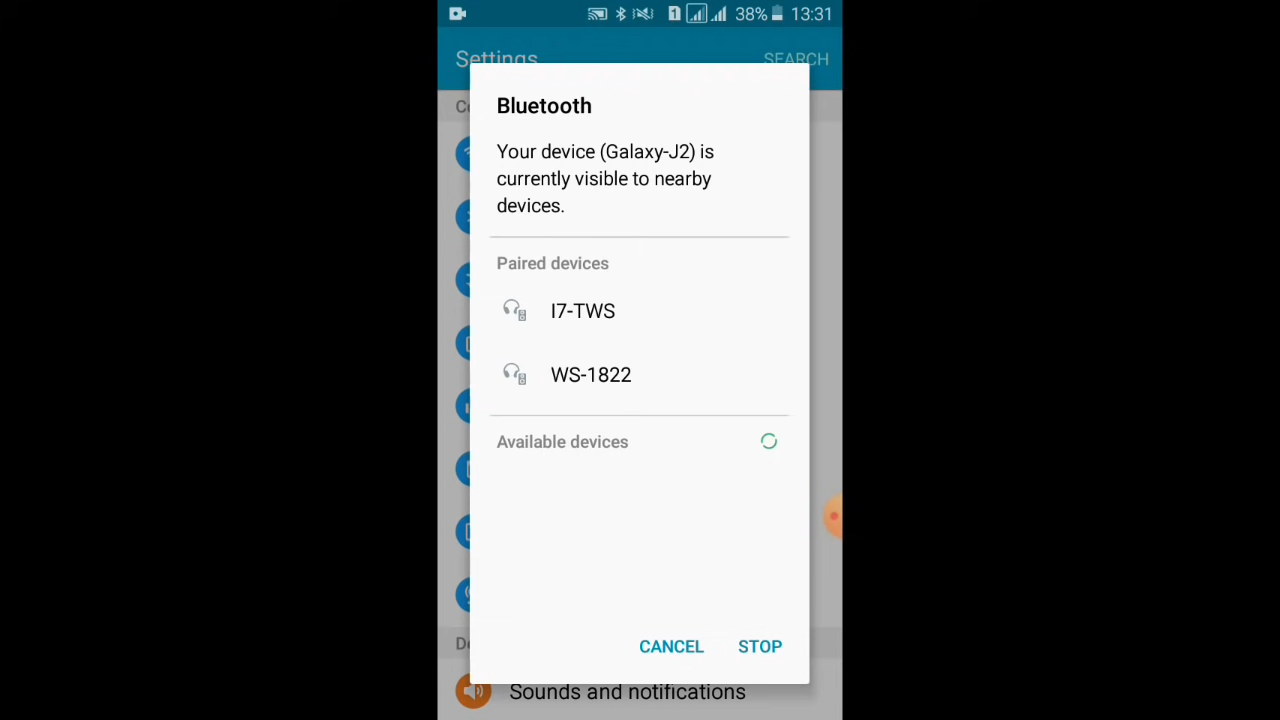 1 38% 13:31
Settings SEARCH
Bluetooth
Your device (Galaxy-J2) is
currently visible to nearby
devices.
Paired devices
I7-TWS
WS-1822
Available devices
CANCEL STOP
Sounds and notifications